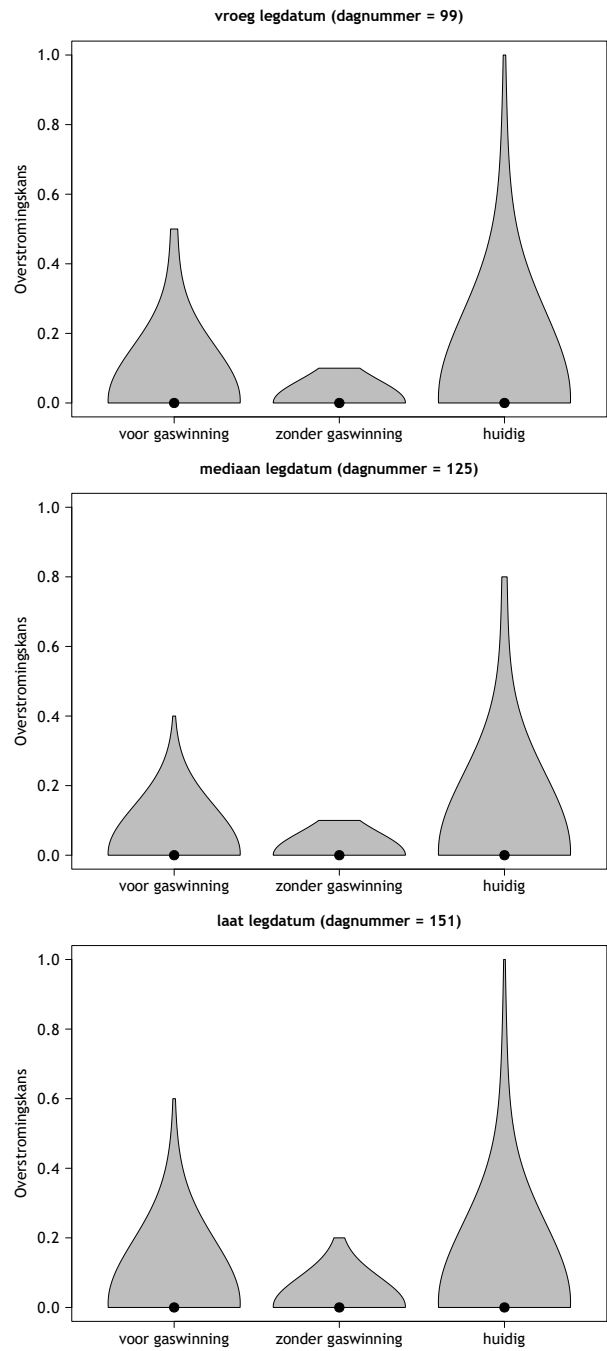 vroeg legdatum (dagnummer = 99)
1.0
0.8
0.6
0.4
0.2
0.0
Overstromingskans
voor gaswinning zonder gaswinning huidig
mediaan legdatum (dagnummer = 125)
1.0
0.8
0.6
0.4
0.2
0.0
Overstromingskans
voor gaswinning zonder gaswinning huidig
laat legdatum (dagnummer = 151)
1.0
0.8
0.6
0.4
0.2
0.0
Overstromingskans
voor gaswinning zonder gaswinning huidig